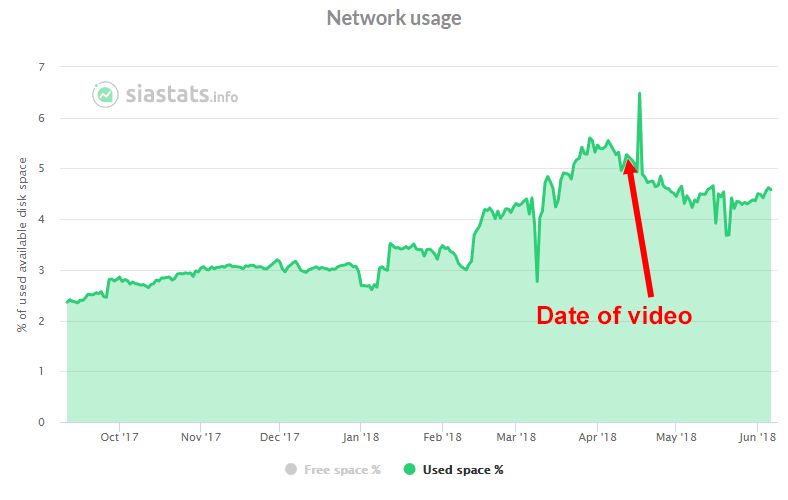 Network usage
siastats.info
% of used available disk space
7
6
5
4
3
2
1
0
Date of video
Oct '17 Nov '17 Dec '17 Jan '18 Feb '18 Mar '18 Apr '18 May '18 Jun '18
Free space % Used space %